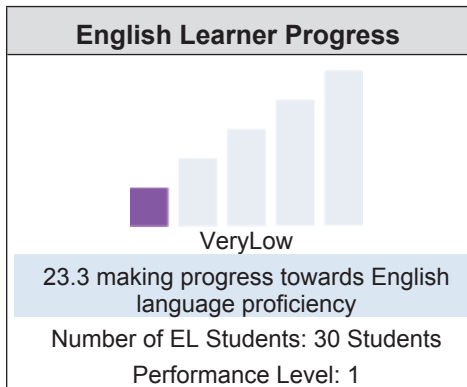 English Learner Progress
VeryLow
23.3 making progress towards English
language proficiency
Number of EL Students: 30 Students
Performance Level: 1